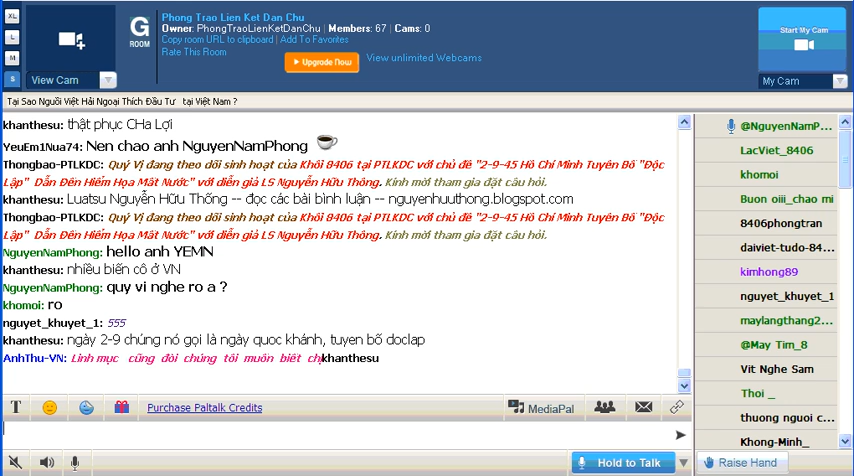 XL
L
M
S
View Cam
G
ROOM
Phong Trao Lien Ket Dan Chu
Owner: PhongTraoLienKetDanChu | Members: 67 | Cams: 0
Copy room URL to clipboard | Add To Favorites
Rate This Room
Upgrade Now
View unlimited Webcams
Start My Cam
My Cam
Tại Sao Người Việt Hải Ngoại Thích Đầu Tư tại Việt Nam ?
khanthesu: thật phục CHa Lợi
YeuEm1Nua74: Nen chao anh NguyenNamPhong
Thongbao-PTLKDC: Quý Vị đang theo dõi sinh hoạt của Khối 8406 tại PTLKDC với chủ đề "2-9-45 Hồ Chí Minh Tuyên Bố "Độc
Lập" Dẫn Đến Hiểm Họa Mất Nước" với diễn giả LS Nguyễn Hữu Thống. Kính mời tham gia đặt câu hỏi.
khanthesu: Luatsu Nguyễn Hữu Thống -- đọc các bài bình luận -- nguyenhuuthong.blogspot.com
Thongbao-PTLKDC: Quý Vị đang theo dõi sinh hoạt của Khối 8406 tại PTLKDC với chủ đề "2-9-45 Hồ Chí Minh Tuyên Bố "Độc
Lập" Dẫn Đến Hiểm Họa Mất Nước" với diễn giả LS Nguyễn Hữu Thống. Kính mời tham gia đặt câu hỏi.
NguyenNamPhong: hello anh YEMN
khanthesu: nhiều biến cô ở VN
NguyenNamPhong: quy vi nghe ro a ?
khomoi: ro
nguyet_khuyet_1: 555
khanthesu: ngày 2-9 chúng nó gọi là ngày quoc khánh, tuyen bố doclap
AnhThu-VN: Linh mục cũng đòi chúng tôi muôn biêt chịkhanthesu
@NguyenNamP...
LacViet_8406
khomoi
Buon oiii_chao mi
8406phongtran
daiviet-tudo-84...
kimhong89
nguyet_khuyet_1
maylangthang2...
@May Tim_8
Vit Nghe Sam
Thoi _
thuong nguoi c...
Khong-Minh_
T
Purchase Paltalk Credits
MediaPal
Hold to Talk
Raise Hand